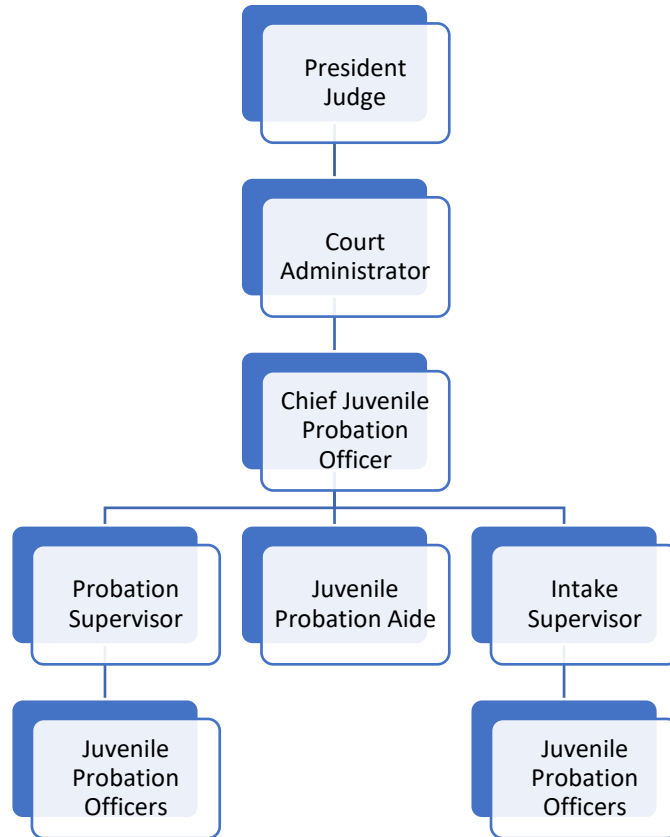 President
Judge
Court
Administrator
Chief Juvenile
Probation
Officer
Probation
Supervisor
Juvenile
Probation Aide
Intake
Supervisor
Juvenile
Probation
Officers
Juvenile
Probation
Officers